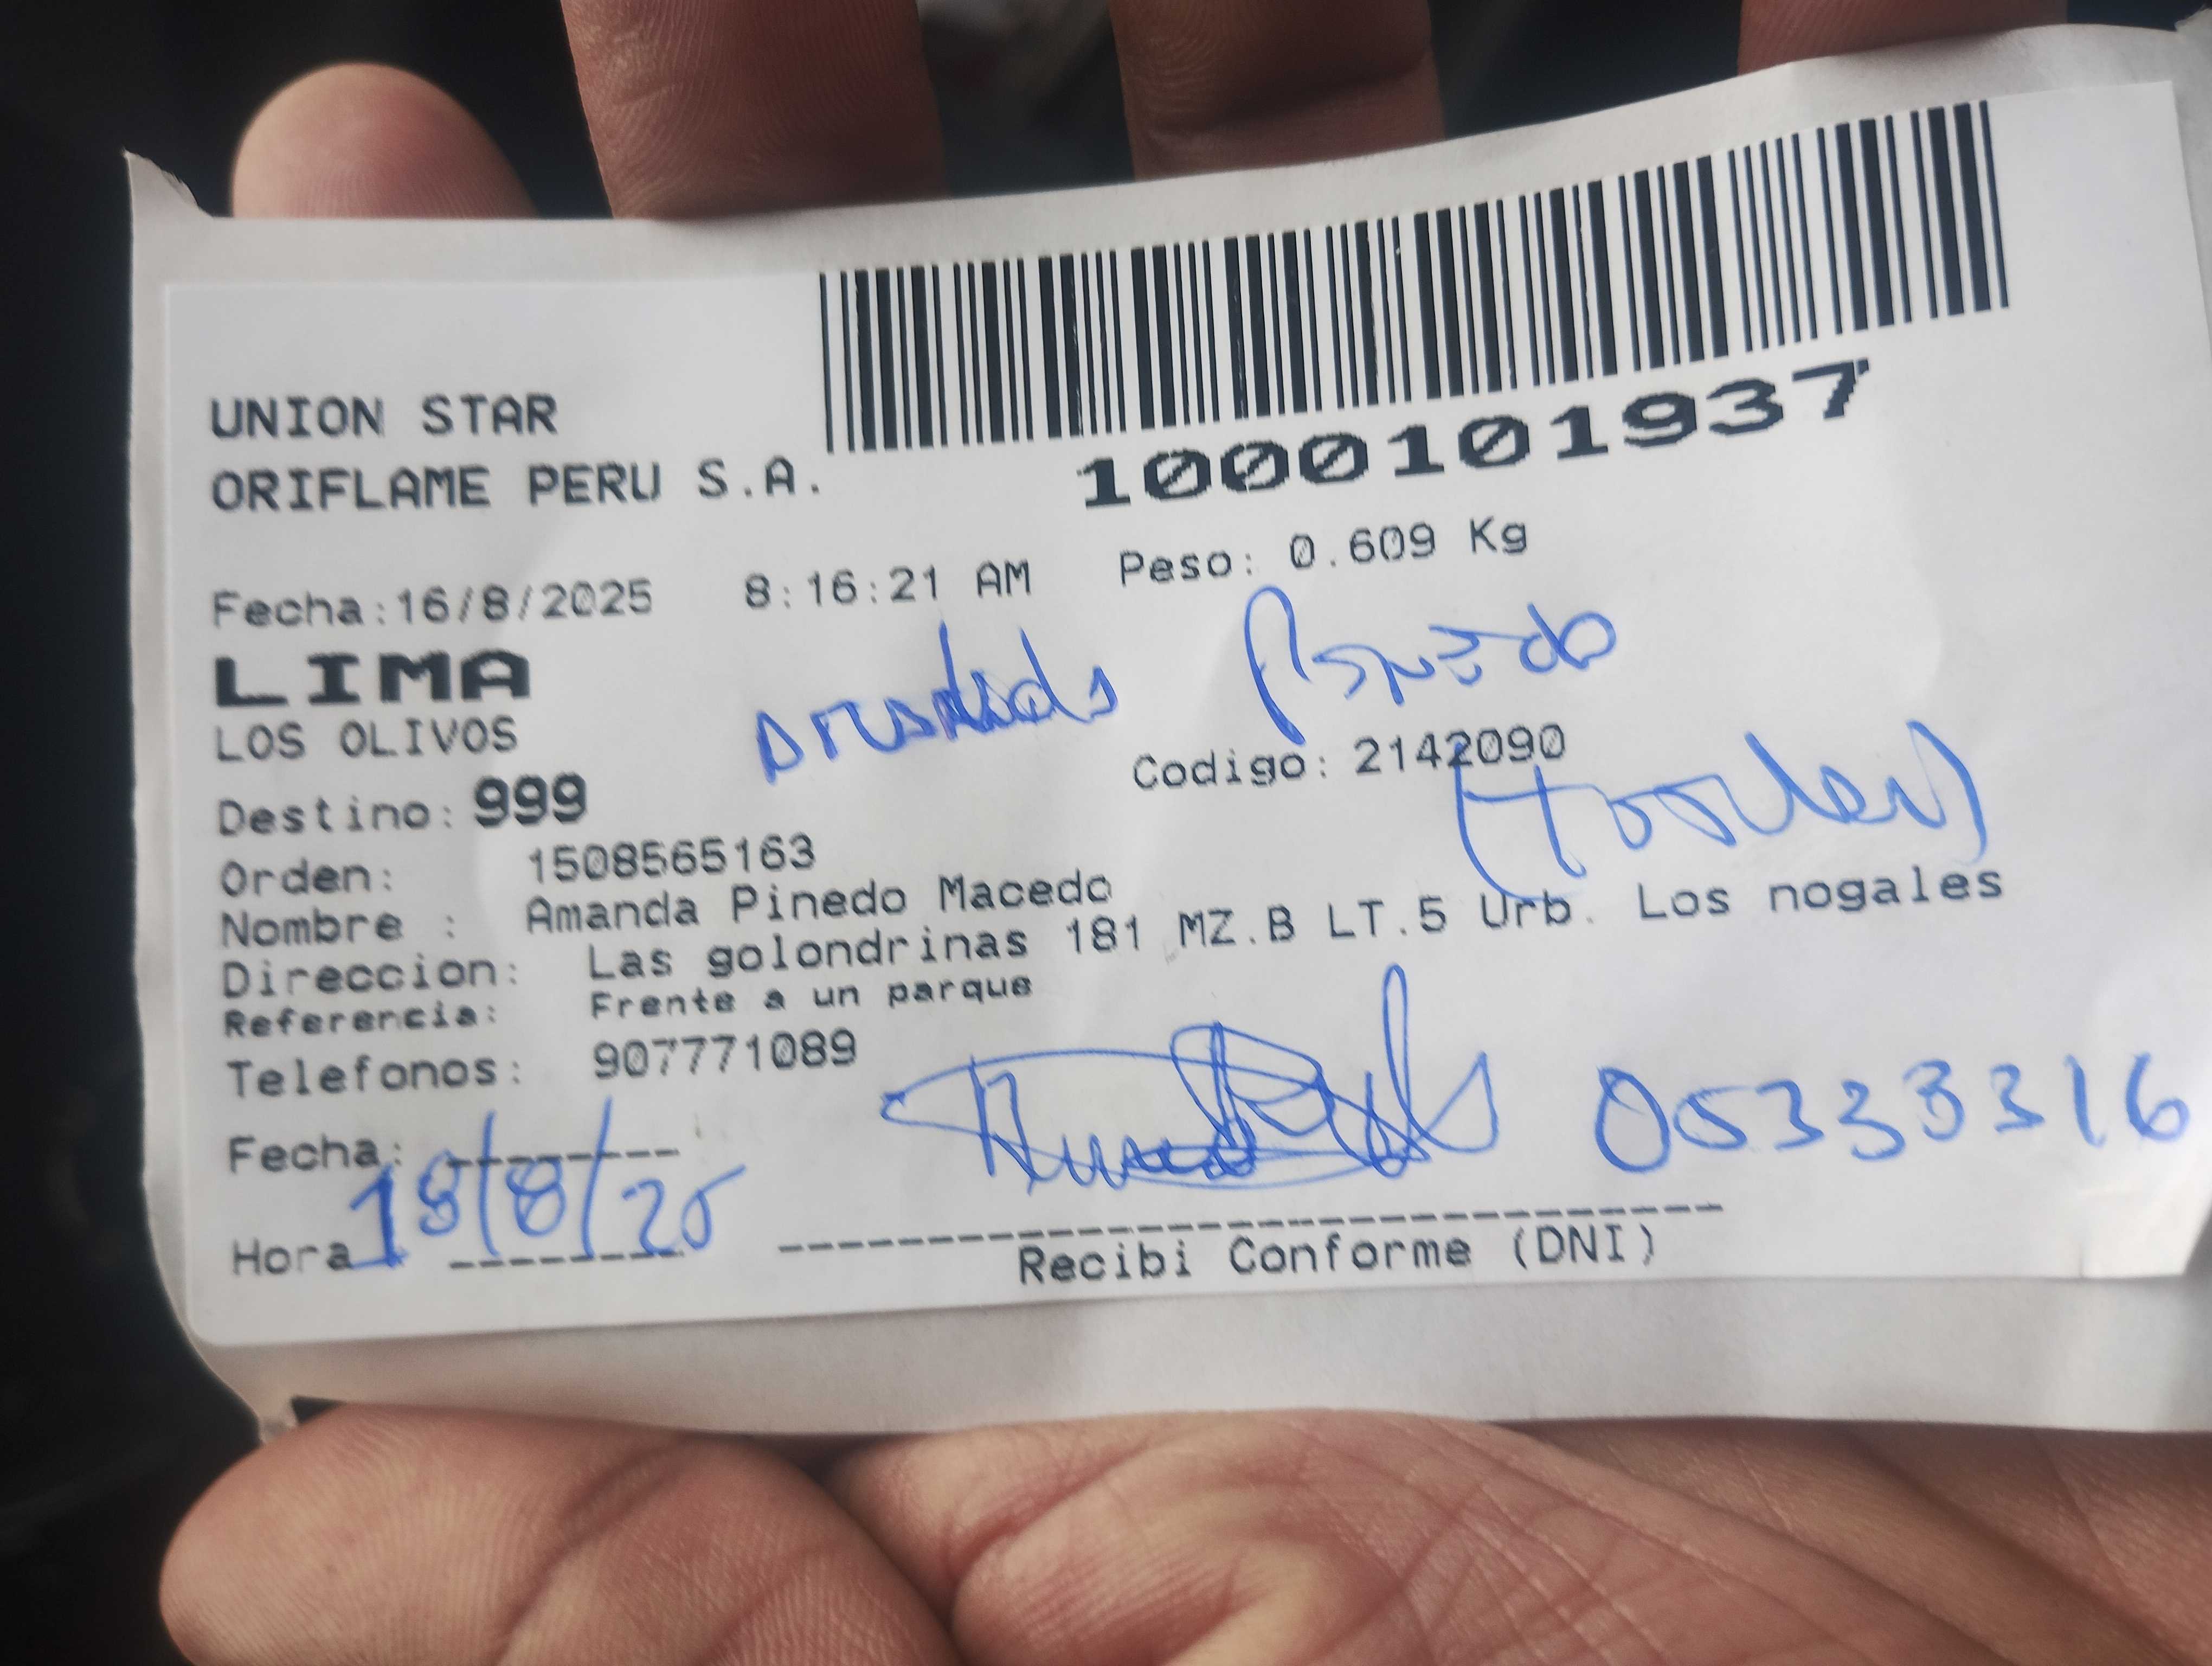 UNION STAR
ORIFLAME PERU S.A.
1000101937
Fecha:16/8/2025 8:16:21 AM Peso: 0.609 Kg
LIMA
LOS OLIVOS
Destino: 999 Codigo: 2142090
Orden: 1508565163
Nombre : Amanda Pinedo Macedo
Direccion: Las golondrinas 181 MZ.B LT.5 Urb. Los nogales
Referencia: Frente a un parque
Telefonos: 907771089
Fecha: 18/8/25
05333316
Hora
Recibi Conforme (DNI)